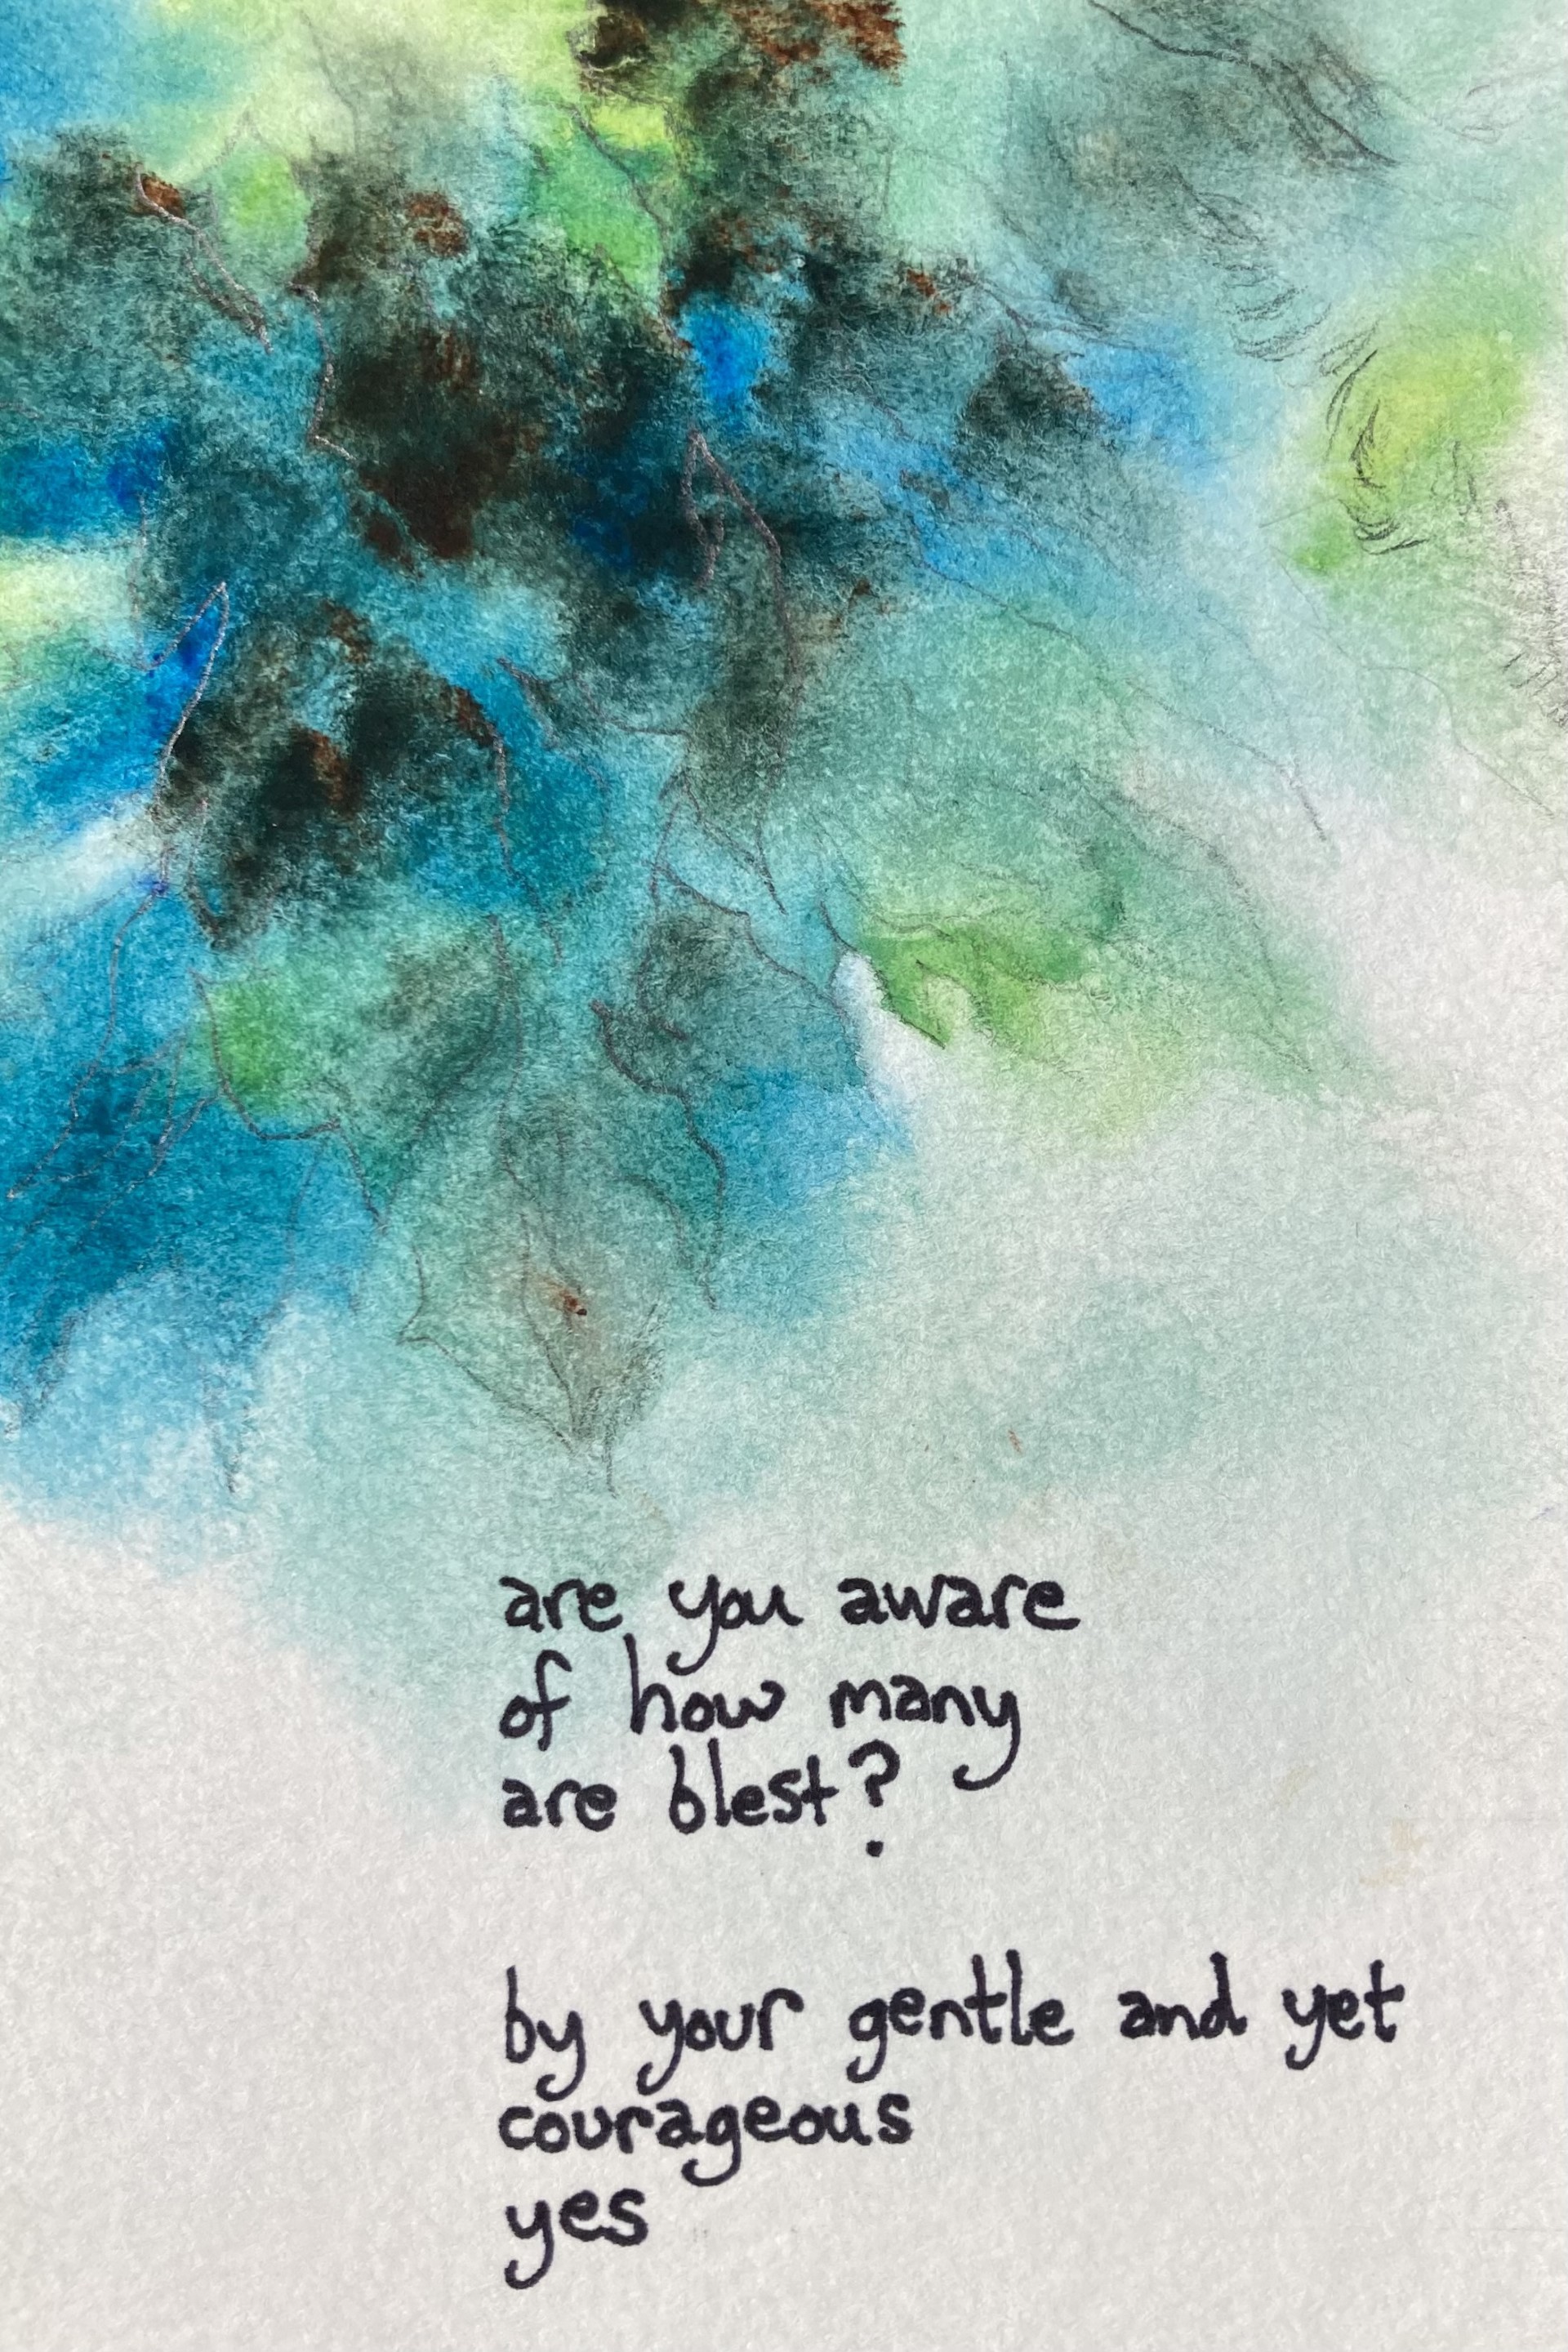 are you aware
of how many
are blest?
by your gentle and yet
courageous
yes